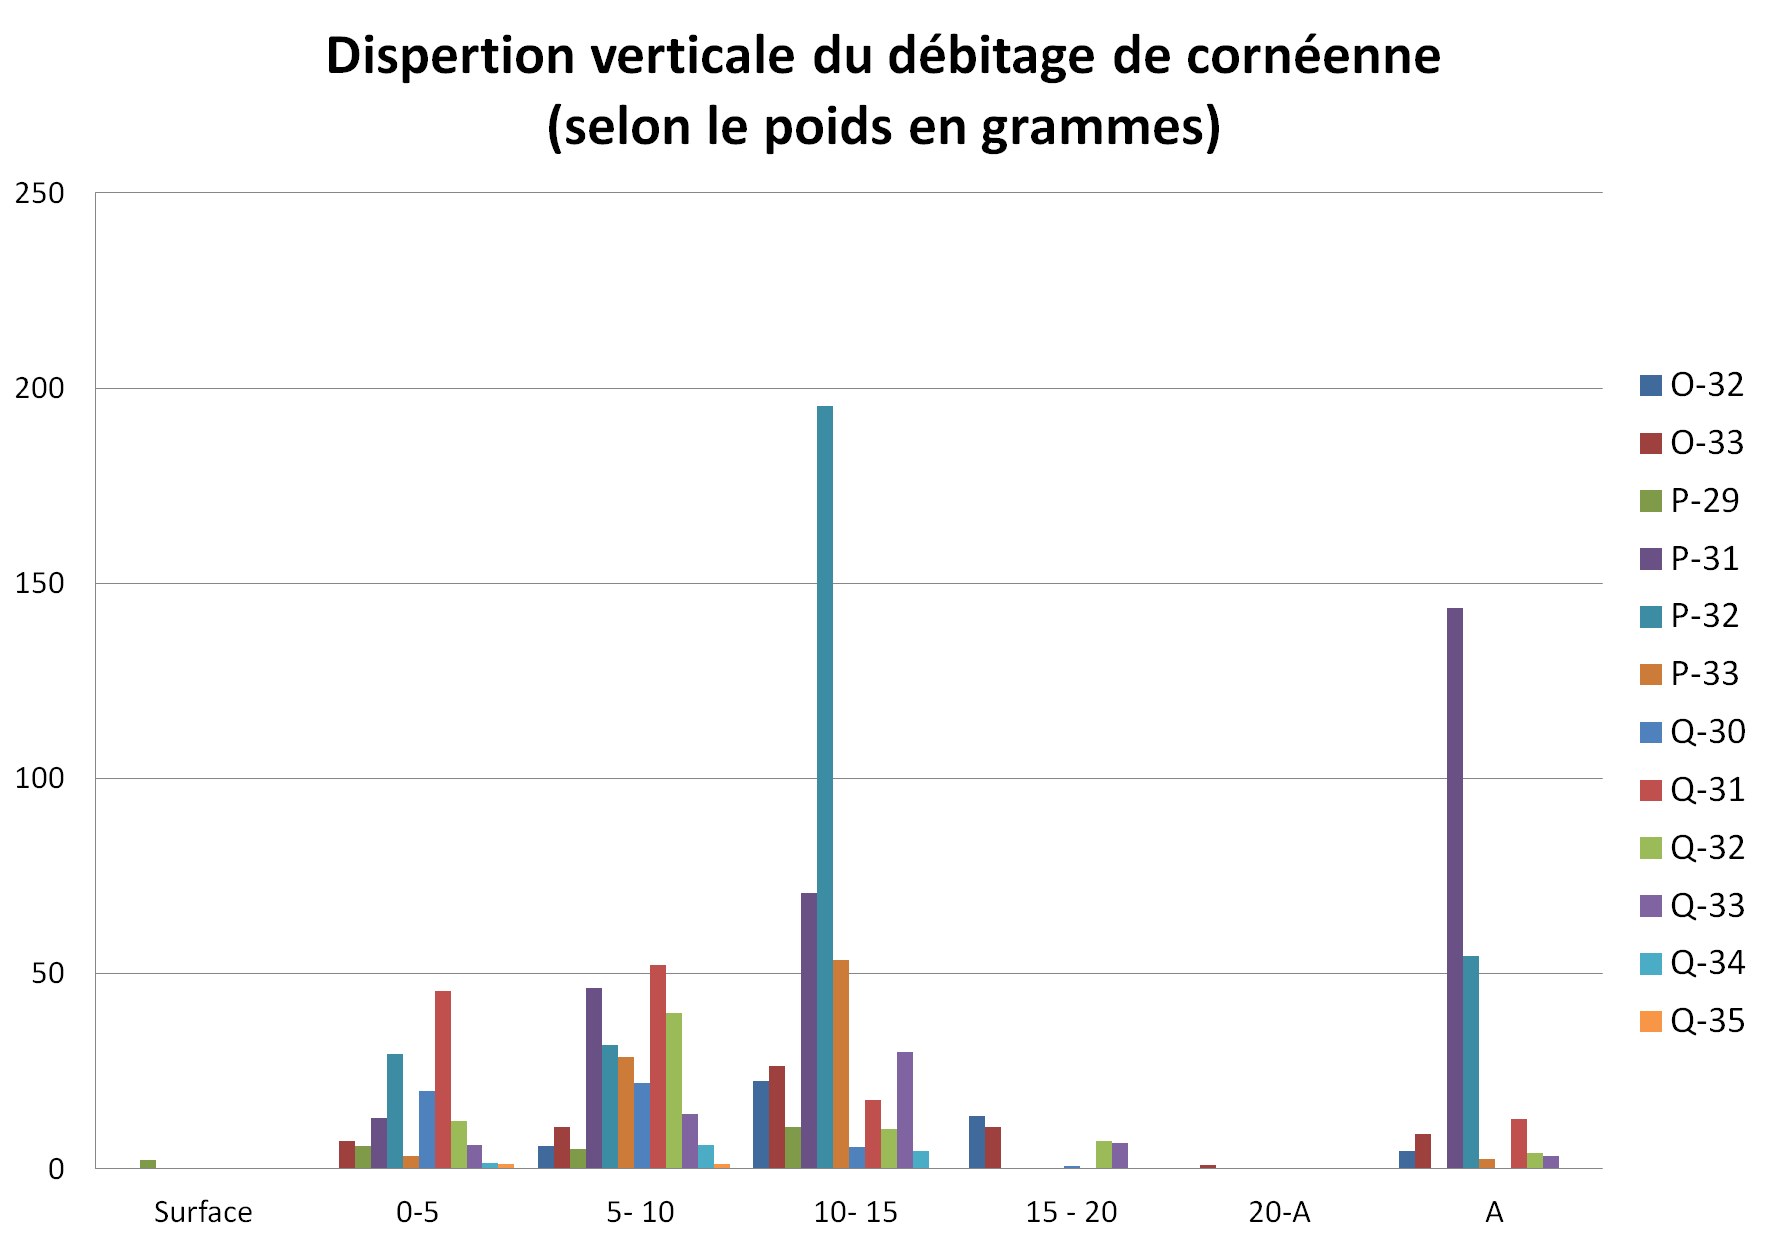 Dispertion verticale du débitage de cornéenne
(selon le poids en grammes)
250
200
150
100
50
0
Surface
0-5
5- 10
10- 15
15 - 20
20-A
A
O-32
O-33
P-29
P-31
P-32
P-33
Q-30
Q-31
Q-32
Q-33
Q-34
Q-35